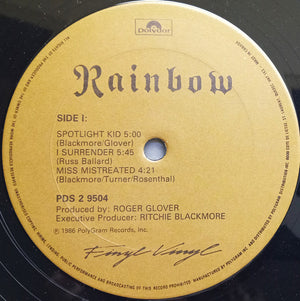 Polydor
Rainbow
SIDE I:
SPOTLIGHT KID 5:00
(Blackmore/Glover)
I SURRENDER 5:45
(Russ Ballard)
MISS MISTREATED 4:21
(Blackmore/Turner/Rosenthal)
PDS 2 9504
Produced by: ROGER GLOVER
Executive Producer: RITCHIE BLACKMORE
℗ 1986 PolyGram Records, Inc.
Finyl Vinyl